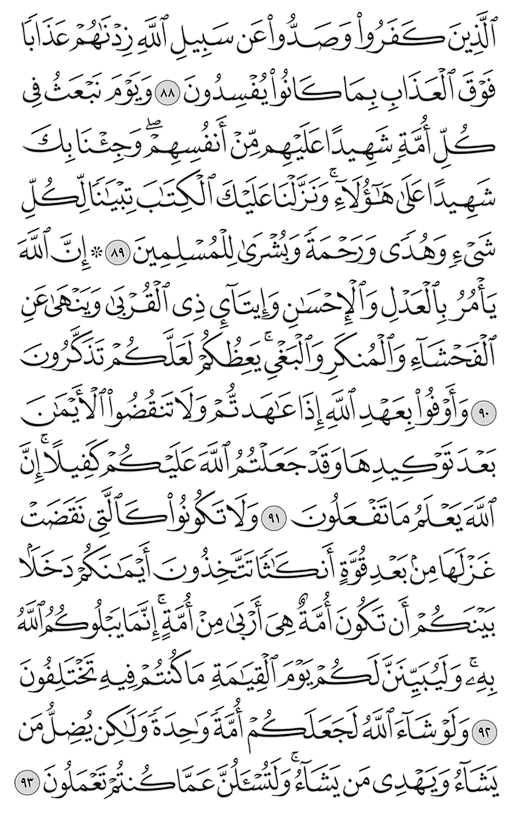 ٱلَّذِينَ كَفَرُوا۟ وَصَدُّوا۟ عَن سَبِيلِ ٱللَّهِ زِدْنَـٰهُمْ عَذَابًا
فَوْقَ ٱلْعَذَابِ بِمَا كَانُوا۟ يُفْسِدُونَ ٨٨ وَيَوْمَ نَبْعَثُ فِى
كُلِّ أُمَّةٍ شَهِيدًا عَلَيْهِم مِّنْ أَنفُسِهِمْ ۖ وَجِئْنَا بِكَ
شَهِيدًا عَلَىٰ هَـٰٓؤُلَآءِ ۚ وَنَزَّلْنَا عَلَيْكَ ٱلْكِتَـٰبَ تِبْيَـٰنًا لِّكُلِّ
شَىْءٍ وَهُدًى وَرَحْمَةً وَبُشْرَىٰ لِلْمُسْلِمِينَ ٨٩ ۞ إِنَّ ٱللَّهَ
يَأْمُرُ بِٱلْعَدْلِ وَٱلْإِحْسَـٰنِ وَإِيتَآئِ ذِى ٱلْقُرْبَىٰ وَيَنْهَىٰ عَنِ
ٱلْفَحْشَآءِ وَٱلْمُنكَرِ وَٱلْبَغْىِ ۚ يَعِظُكُمْ لَعَلَّكُمْ تَذَكَّرُونَ
٩٠ وَأَوْفُوا۟ بِعَهْدِ ٱللَّهِ إِذَا عَـٰهَدتُّمْ وَلَا تَنقُضُوا۟ ٱلْأَيْمَـٰنَ
بَعْدَ تَوْكِيدِهَا وَقَدْ جَعَلْتُمُ ٱللَّهَ عَلَيْكُمْ كَفِيلًا ۚ إِنَّ
ٱللَّهَ يَعْلَمُ مَا تَفْعَلُونَ ٩١ وَلَا تَكُونُوا۟ كَٱلَّتِى نَقَضَتْ
غَزْلَهَا مِنۢ بَعْدِ قُوَّةٍ أَنكَـٰثًا تَتَّخِذُونَ أَيْمَـٰنَكُمْ دَخَلًۢا
بَيْنَكُمْ أَن تَكُونَ أُمَّةٌ هِىَ أَرْبَىٰ مِنْ أُمَّةٍ ۚ إِنَّمَا يَبْلُوكُمُ ٱللَّهُ
بِهِۦ ۚ وَلَيُبَيِّنَنَّ لَكُمْ يَوْمَ ٱلْقِيَـٰمَةِ مَا كُنتُمْ فِيهِ تَخْتَلِفُونَ
٩٢ وَلَوْ شَآءَ ٱللَّهُ لَجَعَلَكُمْ أُمَّةً وَٰحِدَةً وَلَـٰكِن يُضِلُّ مَن
يَشَآءُ وَيَهْدِى مَن يَشَآءُ ۚ وَلَتُسْـَٔلُنَّ عَمَّا كُنتُمْ تَعْمَلُونَ ٩٣